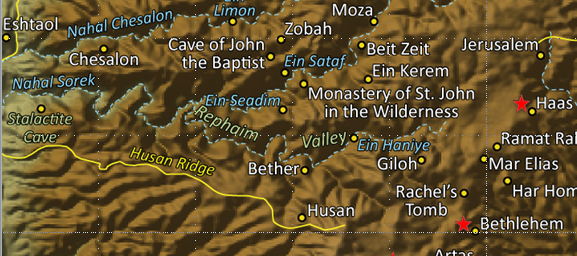 Ein
Limon
Moza
Eshtaol
Nahal Chesalon
Zobah
Chesalon
Cave of John
the Baptist
Beit Zeit
Jerusalem
Ein Sataf
Ein Kerem
Nahal Sorek
Monastery of St. John
in the Wilderness
Ein Seadim
Haas
Stalactite
Cave
Rephaim Valley
Ein Haniye
Ramat Ra
Husan Ridge
Bether
Giloh
Mar Elias
Rachel's
Tomb
Har Hom
Husan
Bethlehem
Artas